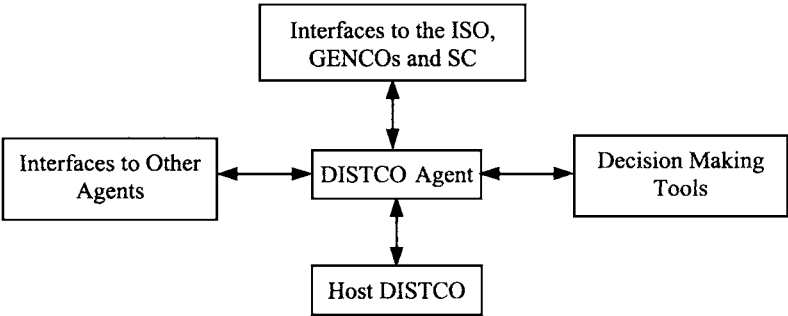 Interfaces to the ISO,
GENCOs and SC
Interfaces to Other
Agents
DISTCO Agent
Decision Making
Tools
Host DISTCO